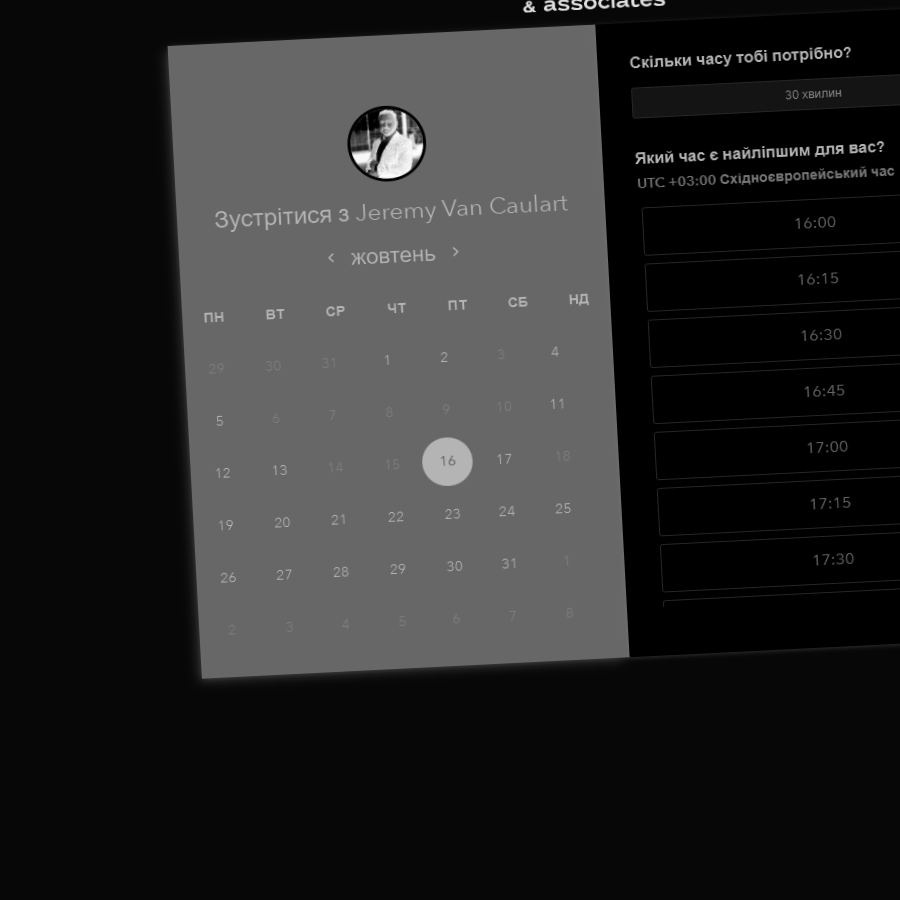 & associates
Зустрітися з Jeremy Van Caulart
жовтень
ПН ВТ СР ЧТ ПТ СБ НД
29 30 31 1 2 3 4
5 6 7 8 9 10 11
12 13 14 15 16 17 18
19 20 21 22 23 24 25
26 27 28 29 30 31 1
2 3 4 5 6 7 8
Скільки часу тобі потрібно?
30 хвилин
Який час є найліпшим для вас?
UTC +03:00 Східноєвропейський час
16:00
16:15
16:30
16:45
17:00
17:15
17:30